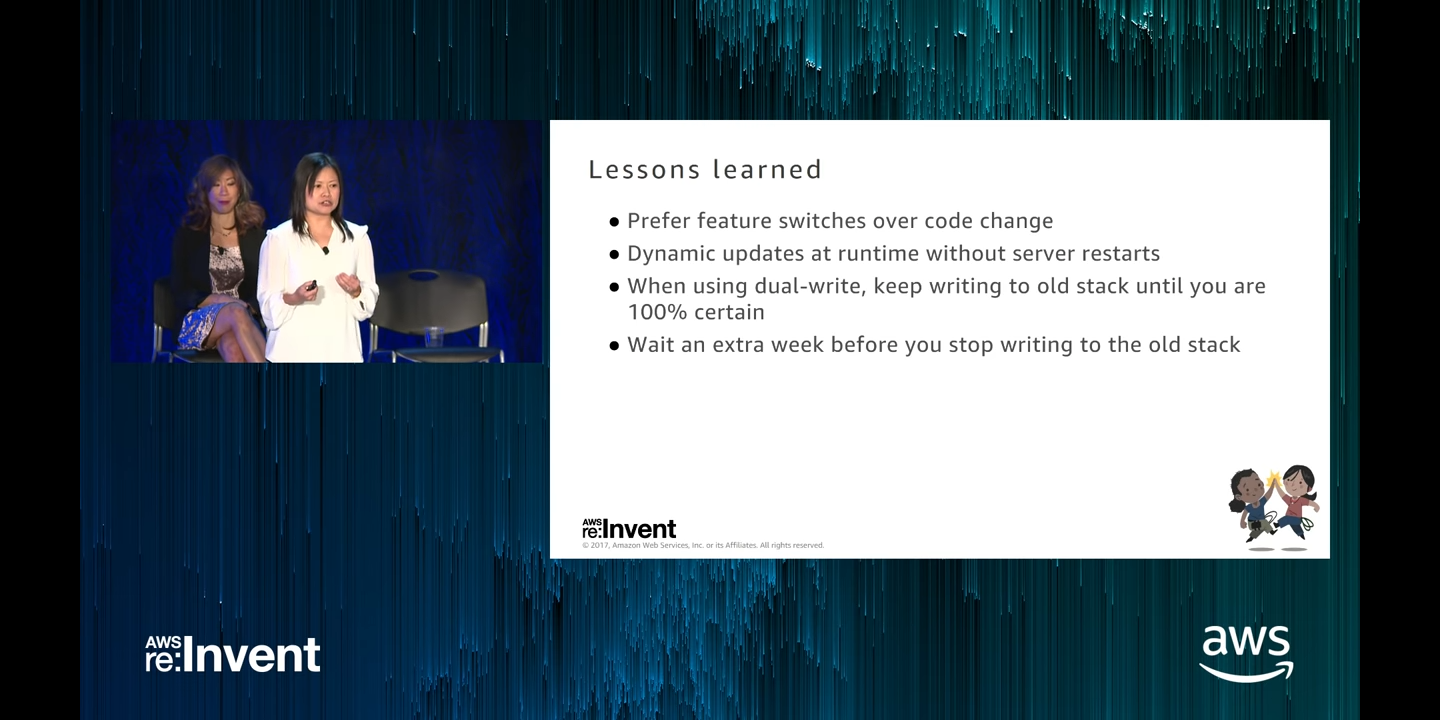 Lessons learned
● Prefer feature switches over code change
● Dynamic updates at runtime without server restarts
● When using dual-write, keep writing to old stack until you are
100% certain
● Wait an extra week before you stop writing to the old stack
AWS
re:Invent
© 2017, Amazon Web Services, Inc. or its Affiliates. All rights reserved.
AWS
re:Invent
aws